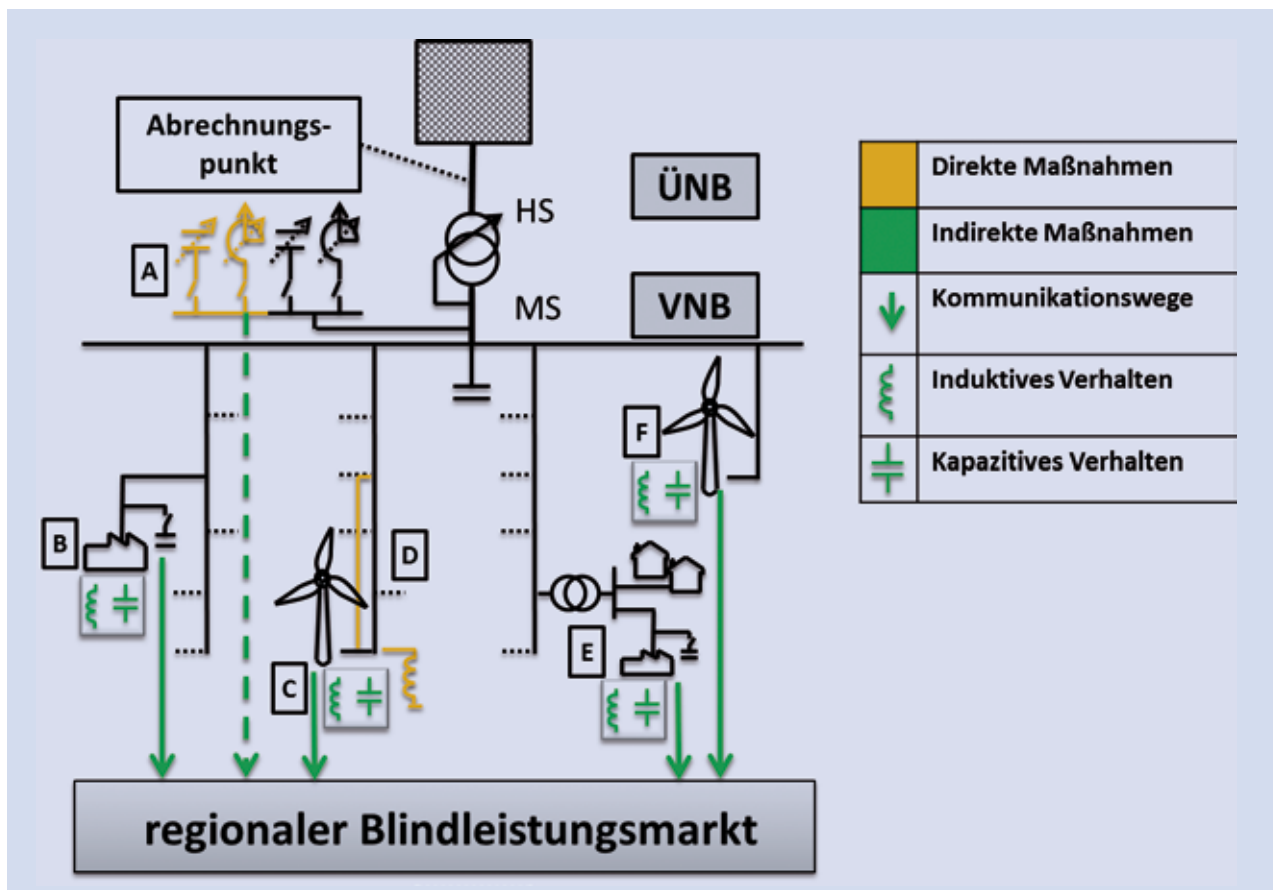 Abrechnungs-
punkt
HS
MS
ÜNB
VNB
A
B
C
D
E
F
Direkte Maßnahmen
Indirekte Maßnahmen
Kommunikationswege
Induktives Verhalten
Kapazitives Verhalten
regionaler Blindleistungsmarkt